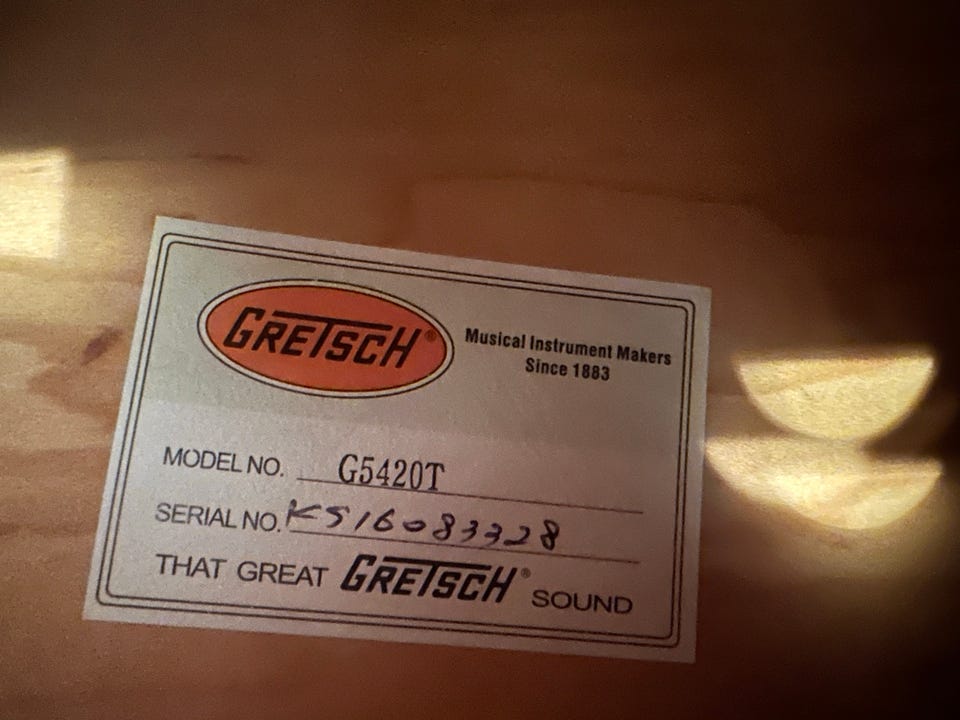 GRETSCH®
Musical Instrument Makers
Since 1883
MODEL NO. G5420T
SERIAL NO. KS16083328
THAT GREAT GRETSCH® SOUND